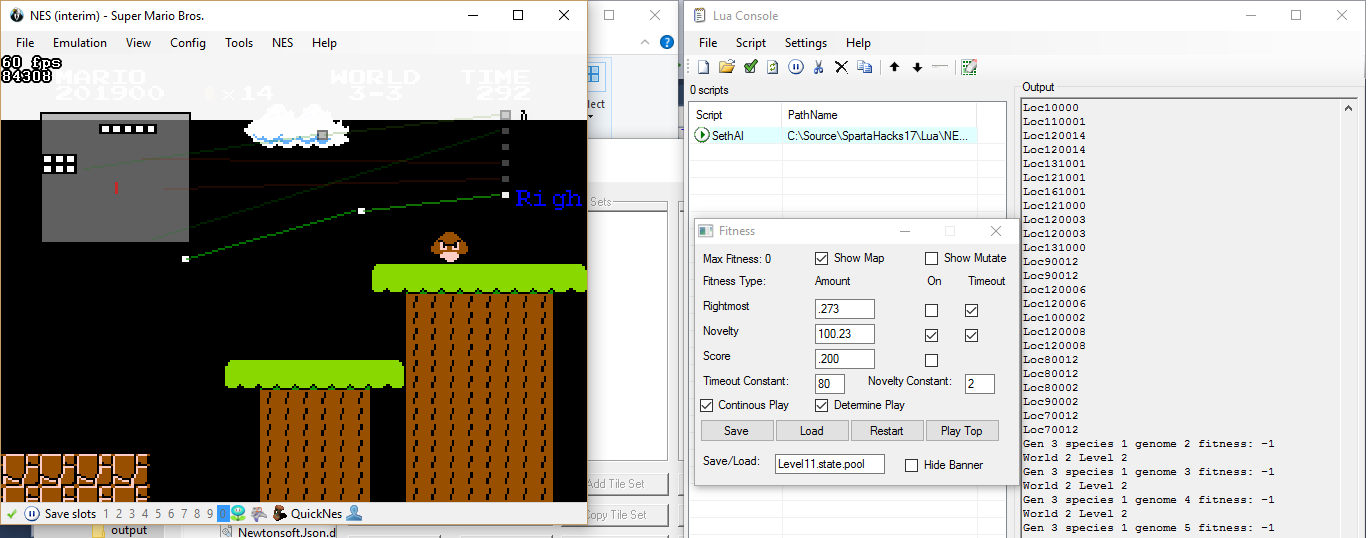 NES (interim) - Super Mario Bros.
File Emulation View Config Tools NES Help
60 fps
84308
MARIO WORLD TIME
201900 x14 3-3 292
Righ
Save slots 1 2 3 4 5 6 7 8 9 0 QuickNes
output
Newtonsoft.Json.d
lect
Sets
Add Tile Set
Copy Tile Set
Lua Console
File Script Settings Help
0 scripts
Script PathName
SethAI C:\Source\SpartaHacks17\Lua\NE...
Fitness
Max Fitness: 0 Show Map Show Mutate
Fitness Type: Amount On Timeout
Rightmost .273
Novelty 100.23
Score .200
Timeout Constant: 80 Novelty Constant: 2
Continous Play Determine Play
Save Load Restart Play Top
Save/Load: Level11.state.pool Hide Banner
Output
Loc10000
Loc110001
Loc120014
Loc120014
Loc131001
Loc121001
Loc161001
Loc121000
Loc120003
Loc120003
Loc131000
Loc90012
Loc90012
Loc120006
Loc120006
Loc100002
Loc120008
Loc120008
Loc80012
Loc80012
Loc80002
Loc90002
Loc70012
Loc70012
Gen 3 species 1 genome 2 fitness: -1
World 2 Level 2
Gen 3 species 1 genome 3 fitness: -1
World 2 Level 2
Gen 3 species 1 genome 4 fitness: -1
World 2 Level 2
Gen 3 species 1 genome 5 fitness: -1